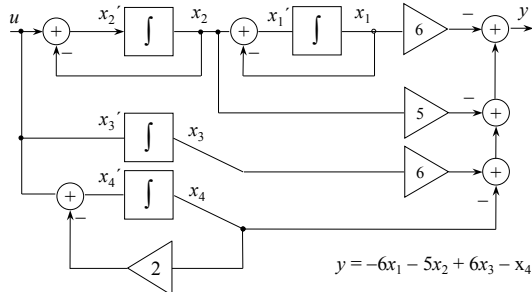 u x₂´ ∫ x₂ x₁´ ∫ x₁ 6 − y
+ − + − +
5 − +
x₃´ ∫ x₃ 6 +
x₄´ ∫ x₄
+ − −
2
y = −6x₁ − 5x₂ + 6x₃ − x₄